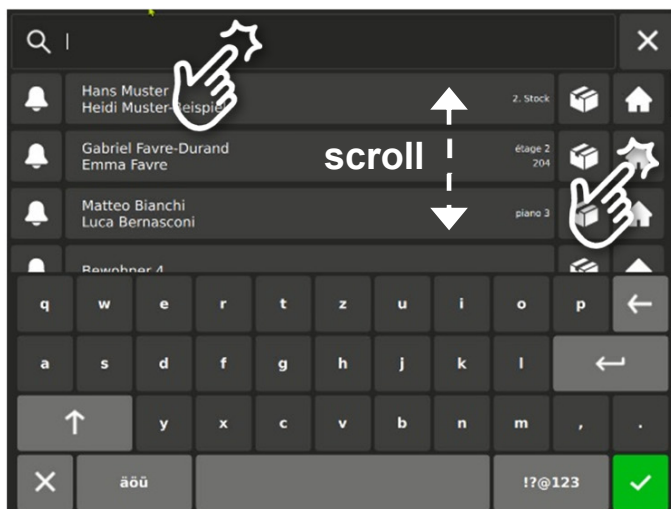 Hans Muster
Heidi Muster-Beispiel
2. Stock
Gabriel Favre-Durand
Emma Favre
scroll
étage 2
204
Matteo Bianchi
Luca Bernasconi
piano 3
Bewohner 4
q w e r t z u i o p
a s d f g h j k l
y x c v b n m , .
äöü !?@123